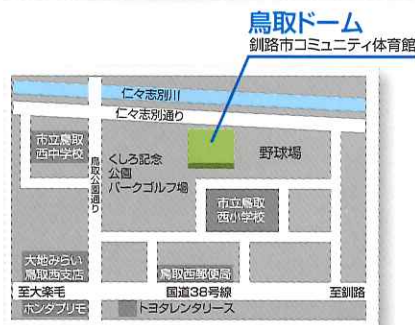 鳥取ドーム
釧路市コミュニティ体育館
仁々志別川
仁々志別通り
市立鳥取
西中学校
鳥取公園通り
くしろ記念
公園
パークゴルフ場
野球場
市立鳥取
西小学校
大地みらい
鳥取西支店
鳥取西郵便局
至大楽毛
国道38号線
至釧路
ホンダプリモ
トヨタレンタリース